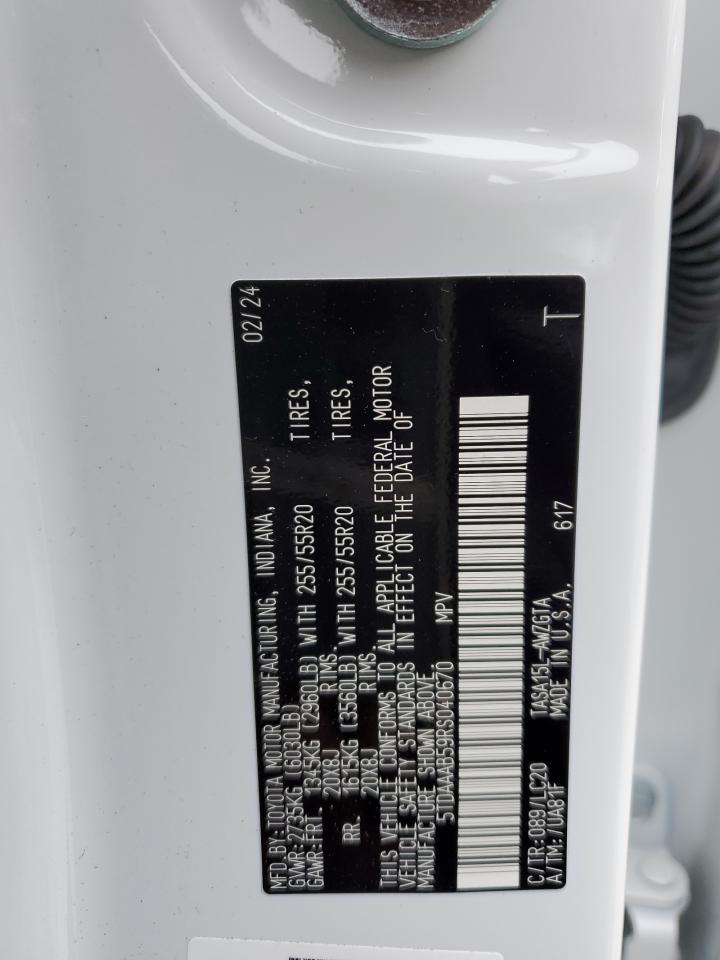 MFD.BY:TOYOTA MOTOR MANUFACTURING, INDIANA, INC. 02/24
GVWR:2735KG (6030LB)
GAWR:FRT. 1345KG (2960LB) WITH 255/55R20 TIRES,
20X8J RIMS.
RR. 1615KG (3560LB) WITH 255/55R20 TIRES,
20X8J RIMS.
THIS VEHICLE CONFORMS TO ALL APPLICABLE FEDERAL MOTOR
VEHICLE SAFETY STANDARDS IN EFFECT ON THE DATE OF
MANUFACTURE SHOWN ABOVE.
5TDAAAB59RS040670 MPV
C/TR:089/LC20 TASA15L-AWZGTA 617 T
A/TM:/UA81F MADE IN U.S.A.